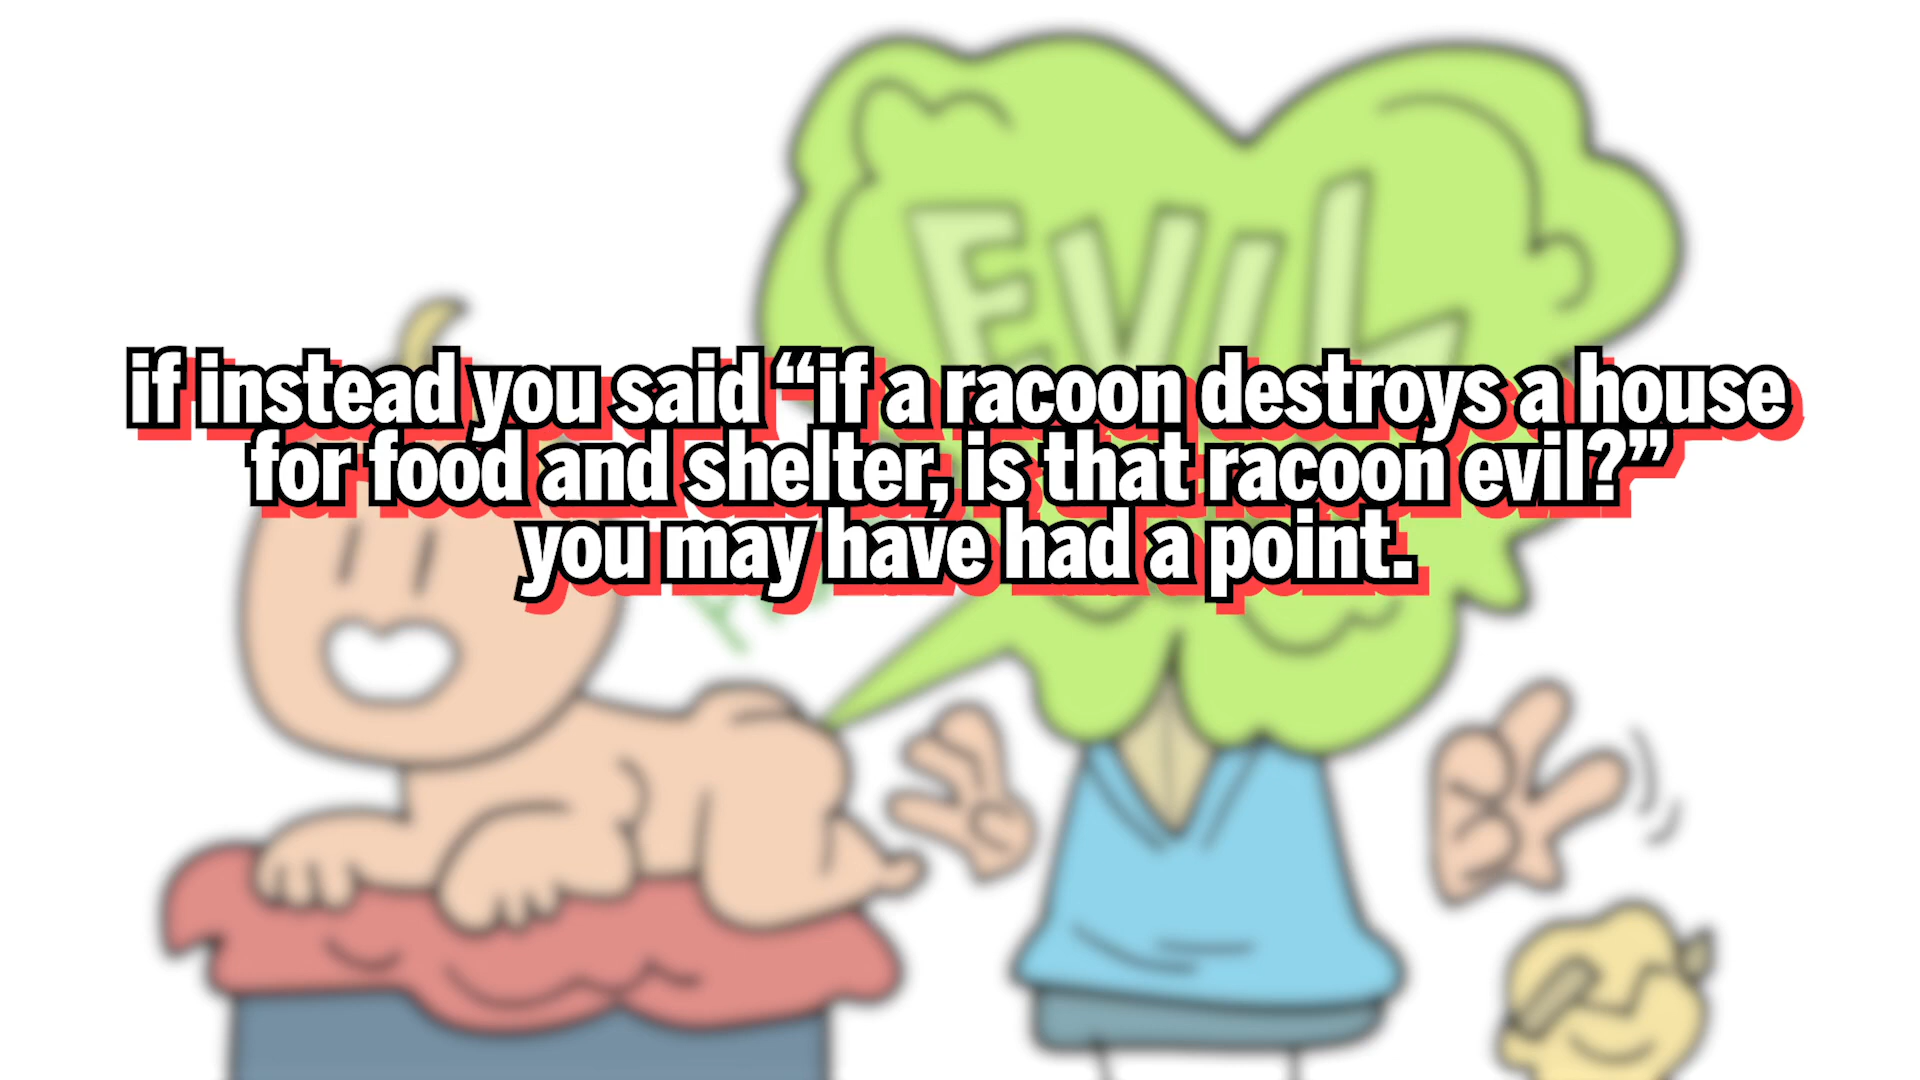 EVIL
if instead you said “if a racoon destroys a house
for food and shelter, is that racoon evil?”
you may have had a point.